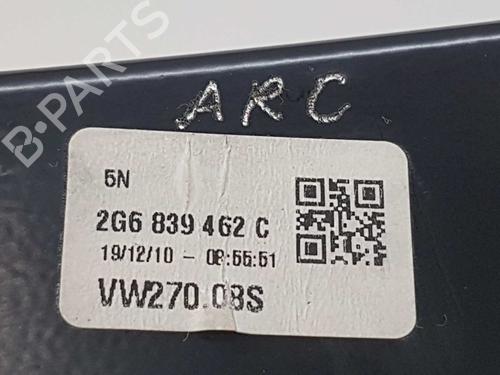 ARC
B-PARTS
5N
2G6 839 462 C
19/12/10 - 08:55:51
VW270.08S